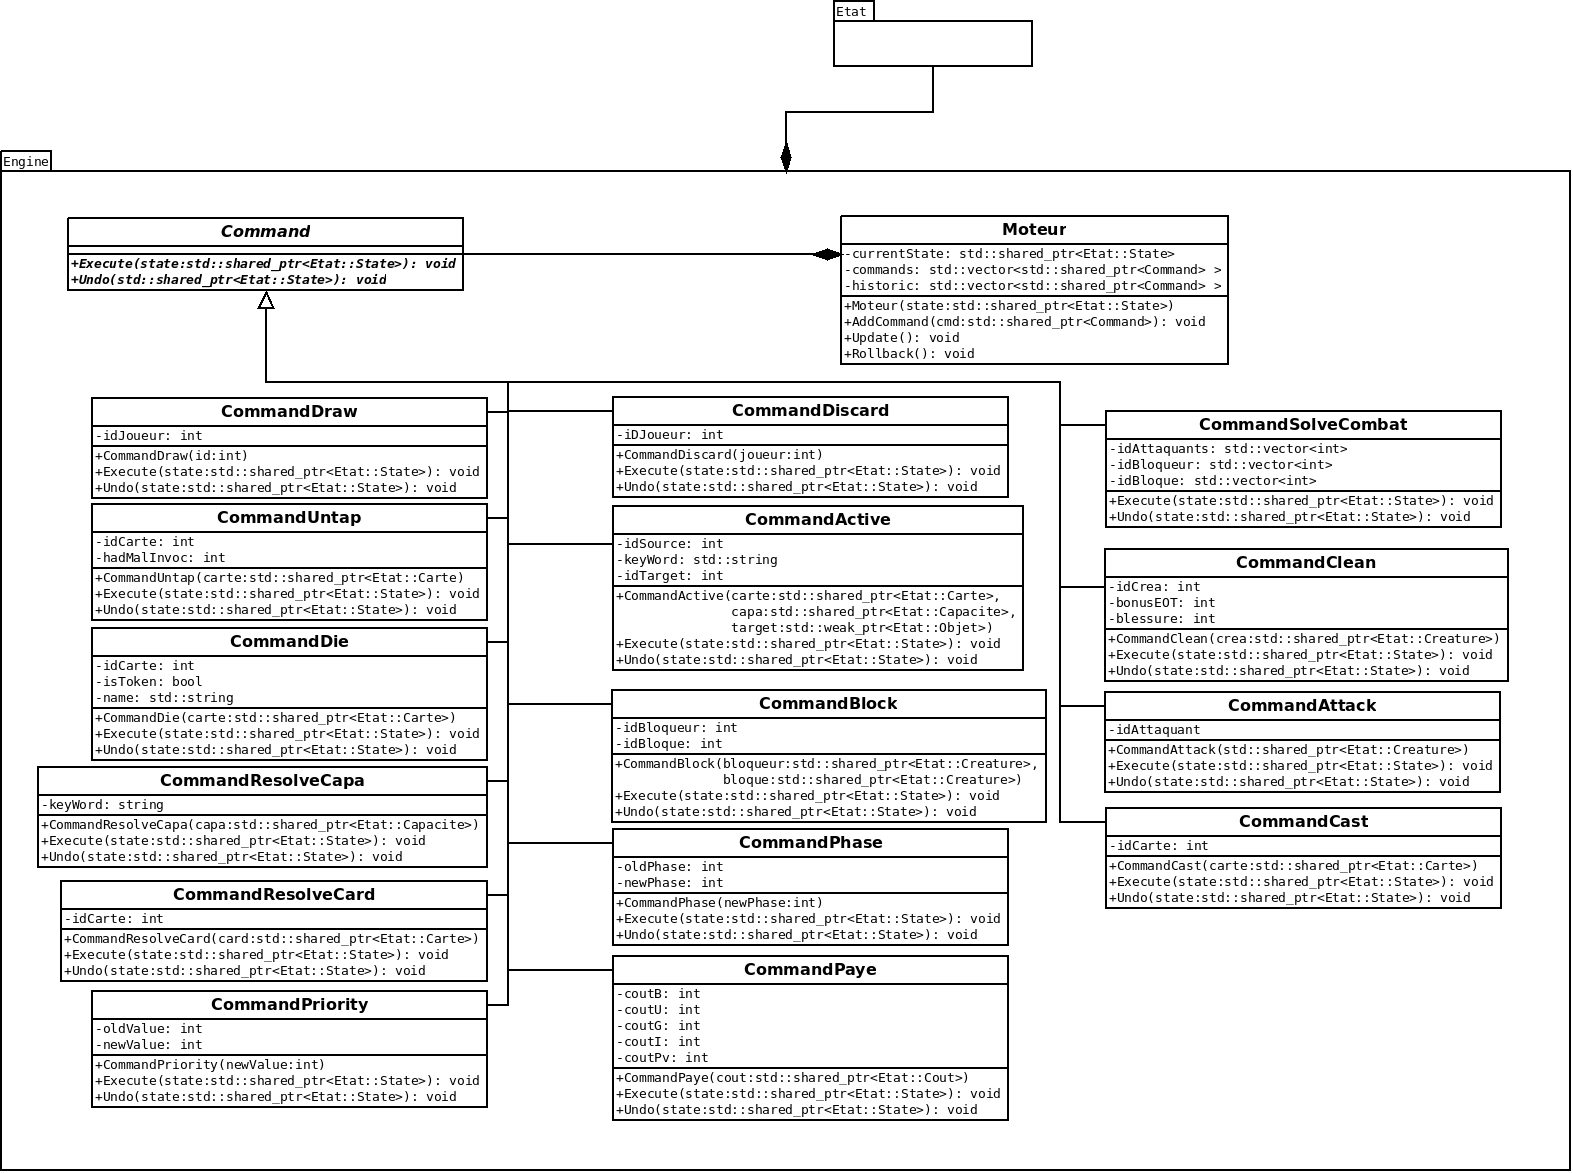 Etat
Engine
Command
+Execute(state:std::shared_ptr<Etat::State>): void
+Undo(std::shared_ptr<Etat::State>): void
Moteur
-currentState: std::shared_ptr<Etat::State>
-commands: std::vector<std::shared_ptr<Command> >
-historic: std::vector<std::shared_ptr<Command> >
+Moteur(state:std::shared_ptr<Etat::State>)
+AddCommand(cmd:std::shared_ptr<Command>): void
+Update(): void
+Rollback(): void
CommandDraw
-idJoueur: int
+CommandDraw(id:int)
+Execute(state:std::shared_ptr<Etat::State>): void
+Undo(state:std::shared_ptr<Etat::State>): void
CommandUntap
-idCarte: int
-hadMalInvoc: int
+CommandUntap(carte:std::shared_ptr<Etat::Carte)
+Execute(state:std::shared_ptr<Etat::State>): void
+Undo(state:std::shared_ptr<Etat::State>): void
CommandDie
-idCarte: int
-isToken: bool
-name: std::string
+CommandDie(carte:std::shared_ptr<Etat::Carte>)
+Execute(state:std::shared_ptr<Etat::State>): void
+Undo(state:std::shared_ptr<Etat::State>): void
CommandResolveCapa
-keyWord: string
+CommandResolveCapa(capa:std::shared_ptr<Etat::Capacite>)
+Execute(state:std::shared_ptr<Etat::State>): void
+Undo(state:std::shared_ptr<Etat::State>): void
CommandResolveCard
-idCarte: int
+CommandResolveCard(card:std::shared_ptr<Etat::Carte>)
+Execute(state:std::shared_ptr<Etat::State>): void
+Undo(state:std::shared_ptr<Etat::State>): void
CommandPriority
-oldValue: int
-newValue: int
+CommandPriority(newValue:int)
+Execute(state:std::shared_ptr<Etat::State>): void
+Undo(state:std::shared_ptr<Etat::State>): void
CommandDiscard
-iDJoueur: int
+CommandDiscard(joueur:int)
+Execute(state:std::shared_ptr<Etat::State>): void
+Undo(state:std::shared_ptr<Etat::State>): void
CommandActive
-idSource: int
-keyWord: std::string
-idTarget: int
+CommandActive(carte:std::shared_ptr<Etat::Carte>,
capa:std::shared_ptr<Etat::Capacite>,
target:std::weak_ptr<Etat::Objet>)
+Execute(state:std::shared_ptr<Etat::State>): void
+Undo(state:std::shared_ptr<Etat::State>): void
CommandBlock
-idBloqueur: int
-idBloque: int
+CommandBlock(bloqueur:std::shared_ptr<Etat::Creature>,
bloque:std::shared_ptr<Etat::Creature>)
+Execute(state:std::shared_ptr<Etat::State>): void
+Undo(state:std::shared_ptr<Etat::State>): void
CommandPhase
-oldPhase: int
-newPhase: int
+CommandPhase(newPhase:int)
+Execute(state:std::shared_ptr<Etat::State>): void
+Undo(state:std::shared_ptr<Etat::State>): void
CommandPaye
-coutB: int
-coutU: int
-coutG: int
-coutI: int
-coutPv: int
+CommandPaye(cout:std::shared_ptr<Etat::Cout>)
+Execute(state:std::shared_ptr<Etat::State>): void
+Undo(state:std::shared_ptr<Etat::State>): void
CommandSolveCombat
-idAttaquants: std::vector<int>
-idBloqueur: std::vector<int>
-idBloque: std::vector<int>
+Execute(state:std::shared_ptr<Etat::State>): void
+Undo(state:std::shared_ptr<Etat::State>): void
CommandClean
-idCrea: int
-bonusEOT: int
-blessure: int
+CommandClean(crea:std::shared_ptr<Etat::Creature>)
+Execute(state:std::shared_ptr<Etat::State>): void
+Undo(state:std::shared_ptr<Etat::State>): void
CommandAttack
-idAttaquant
+CommandAttack(std::shared_ptr<Etat::Creature>)
+Execute(state:std::shared_ptr<Etat::State>): void
+Undo(state:std::shared_ptr<Etat::State>): void
CommandCast
-idCarte: int
+CommandCast(carte:std::shared_ptr<Etat::Carte>)
+Execute(state:std::shared_ptr<Etat::State>): void
+Undo(state:std::shared_ptr<Etat::State>): void